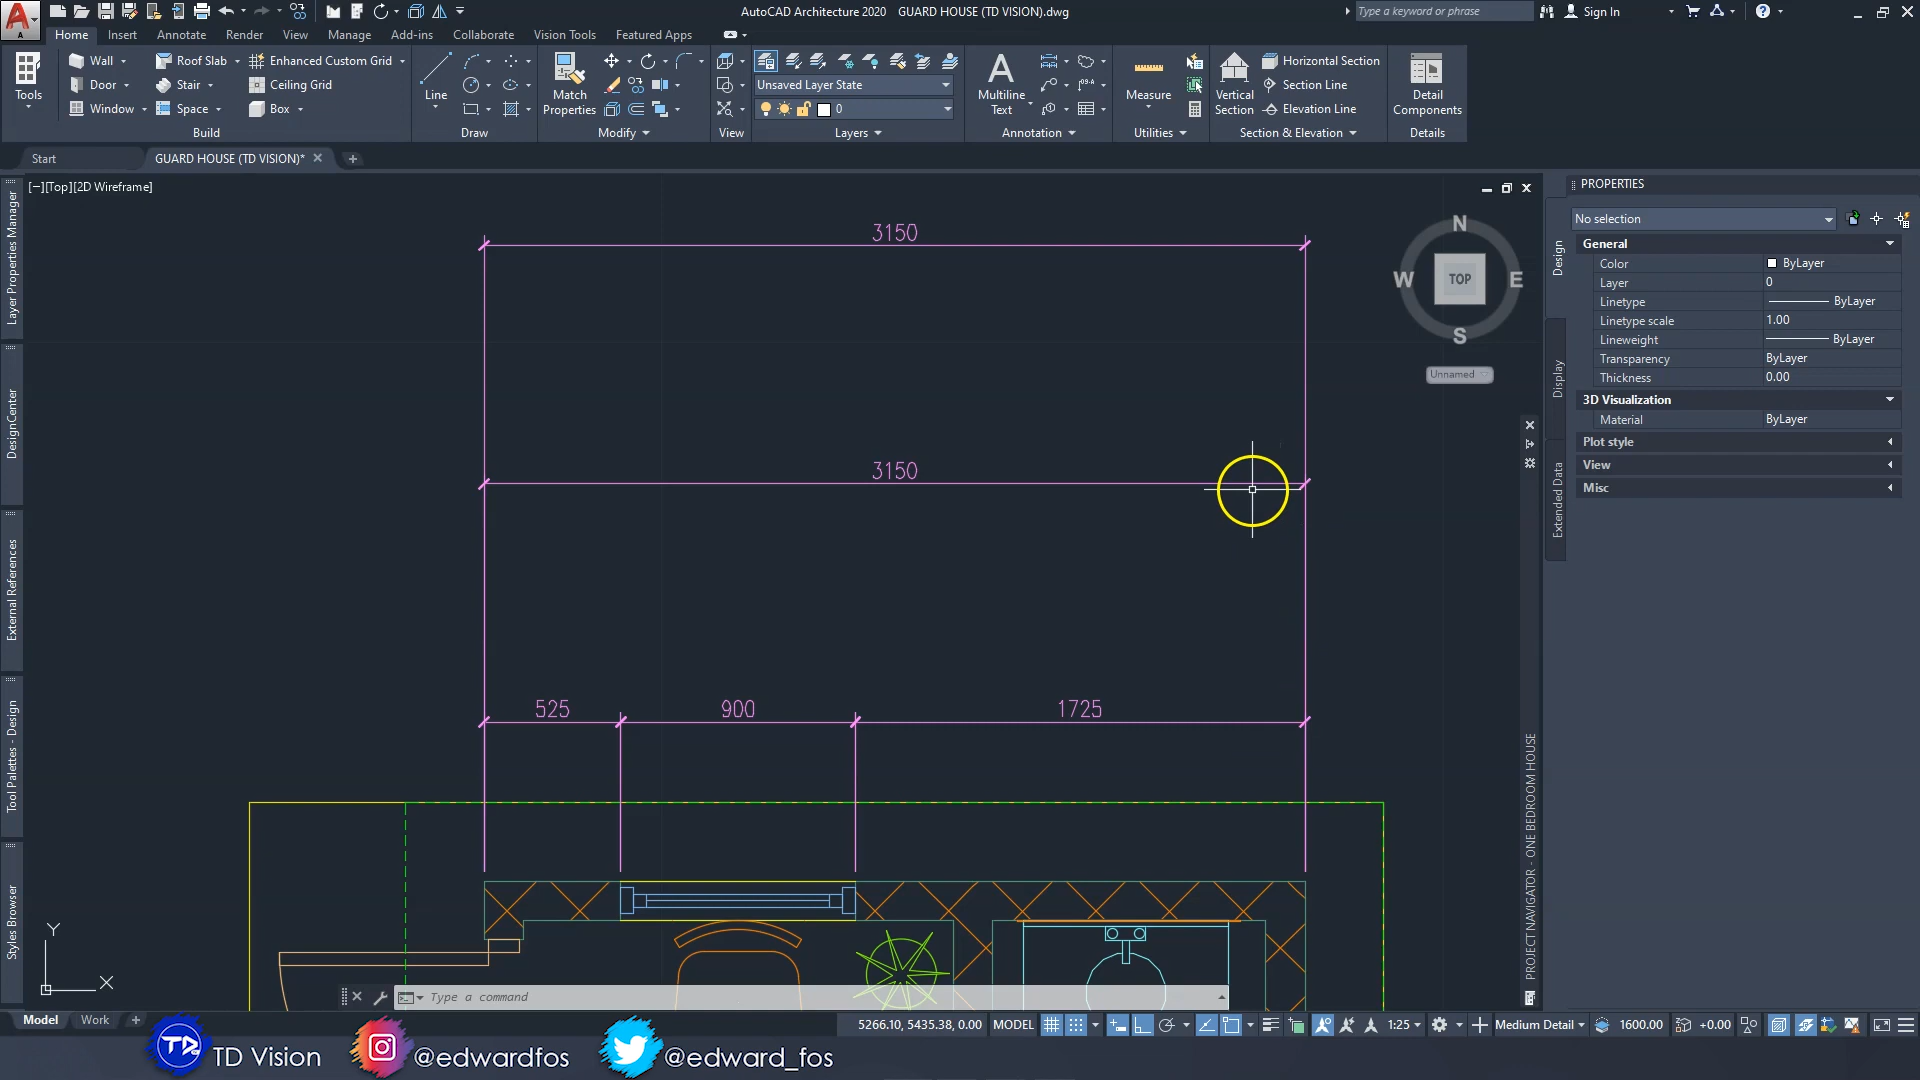 AutoCAD Architecture 2020 GUARD HOUSE (TD VISION).dwg
Type a keyword or phrase
Sign In
Home Insert Annotate Render View Manage Add-ins Collaborate Vision Tools Featured Apps
Tools
Wall
Door
Window
Roof Slab
Stair
Space
Enhanced Custom Grid
Ceiling Grid
Box
Build
Line
Draw
Match
Properties
Modify
View
Unsaved Layer State
0
Layers
Multiline
Text
Annotation
Measure
Utilities
Vertical
Section
Horizontal Section
Section Line
Elevation Line
Section & Elevation
Detail
Components
Details
Start
GUARD HOUSE (TD VISION)*
[−][Top][2D Wireframe]
Layer Properties Manager
DesignCenter
External References
Tool Palettes - Design
Styles Browser
3150
3150
525 900 1725
N
W TOP E
S
Unnamed
Y
X
Type a command
PROJECT NAVIGATOR - ONE BEDROOM HOUSE
Design
Display
Extended Data
PROPERTIES
No selection
General
Color ByLayer
Layer 0
Linetype ByLayer
Linetype scale 1.00
Lineweight ByLayer
Transparency ByLayer
Thickness 0.00
3D Visualization
Material ByLayer
Plot style
View
Misc
Model Work
5266.10, 5435.38, 0.00 MODEL
1:25
Medium Detail
1600.00
+0.00
TD Vision
@edwardfos
@edward_fos